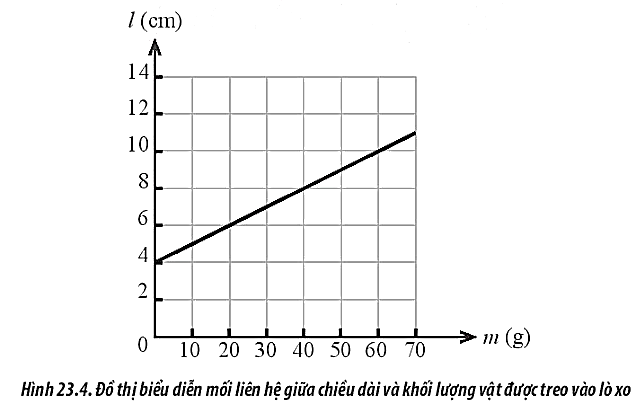 l (cm)
14
12
10
8
6
4
2
0
10 20 30 40 50 60 70
m (g)
Hình 23.4. Đồ thị biểu diễn mối liên hệ giữa chiều dài và khối lượng vật được treo vào lò xo